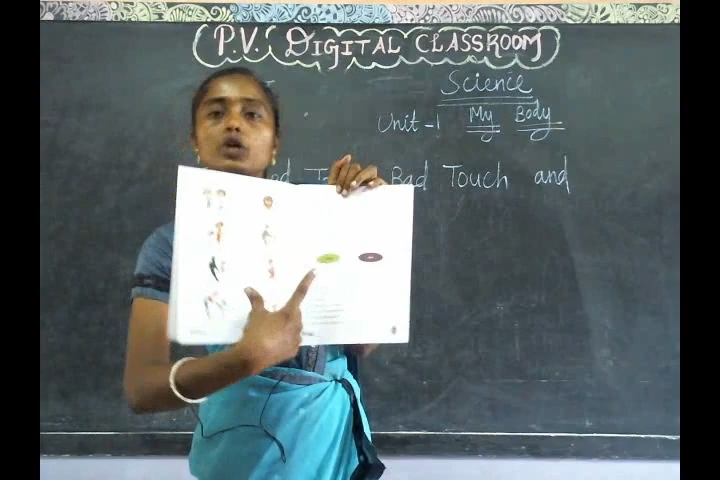 P.V. DIGITAL CLASSROOM
Science
Unit - 1 My Body
Bad Touch and